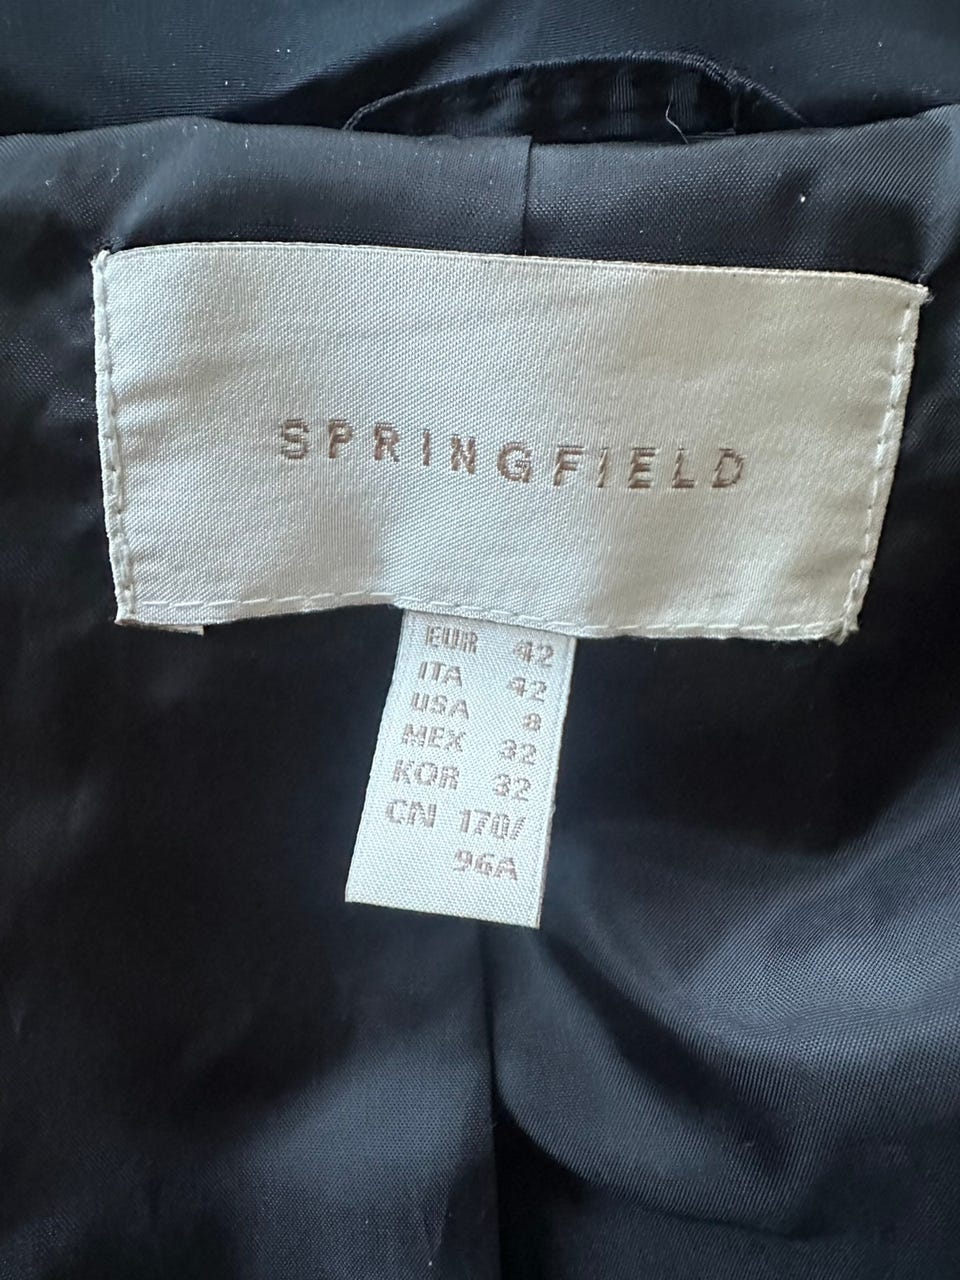 SPRINGFIELD
EUR 42
ITA 42
USA 8
MEX 32
KOR 32
CN 170/
96A